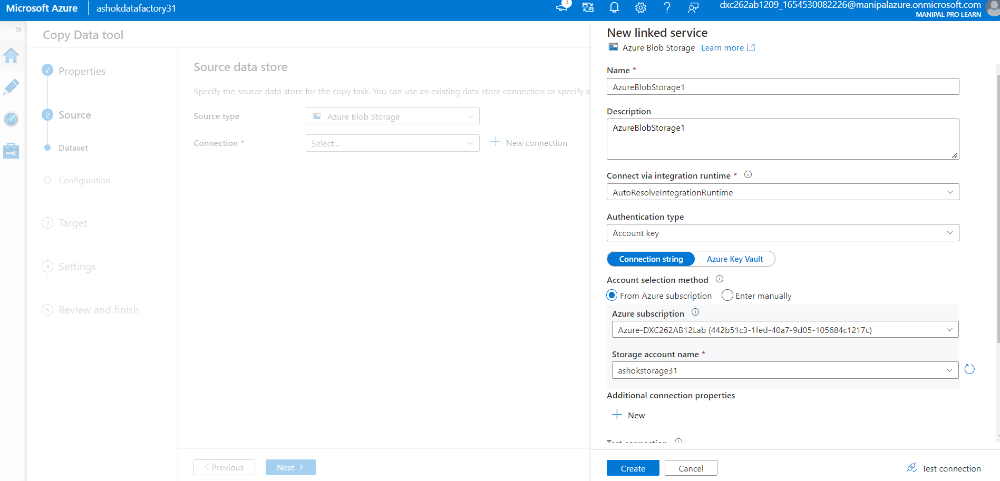 Microsoft Azure
ashokdatafactory31
3
dxc262ab1209_1654530082226@manipalazure.onmicrosoft.com
MANIPAL PRO LEARN
Copy Data tool
Properties
2
Source
Dataset
Configuration
3
Target
4
Settings
5
Review and finish
Source data store
Specify the source data store for the copy task. You can use an existing data store connection or specify a
Source type
Azure Blob Storage
Connection *
Select...
New connection
Previous
Next
New linked service
Azure Blob Storage Learn more
Name *
AzureBlobStorage1
Description
AzureBlobStorage1
Connect via integration runtime *
AutoResolveIntegrationRuntime
Authentication type
Account key
Connection string
Azure Key Vault
Account selection method
From Azure subscription
Enter manually
Azure subscription
Azure-DXC262AB12Lab (442b51c3-1fed-40a7-9d05-105684c1217c)
Storage account name *
ashokstorage31
Additional connection properties
New
Test connection
Create
Cancel
Test connection